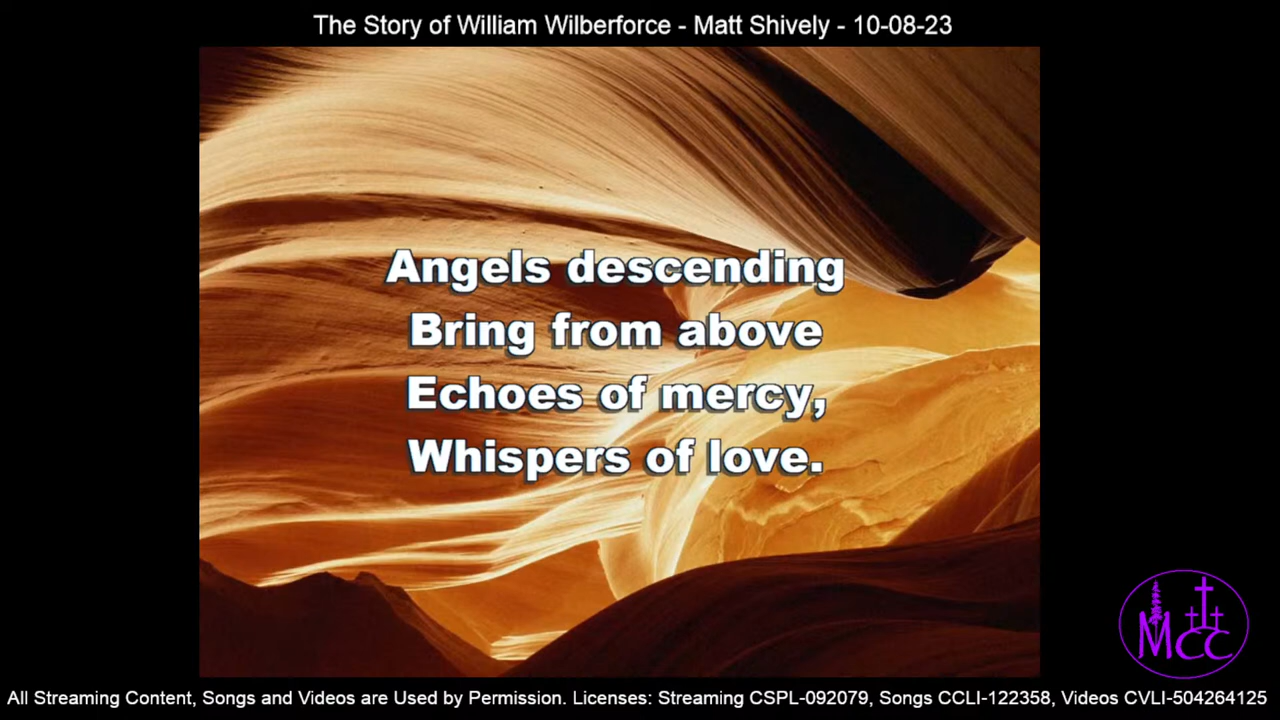 The Story of William Wilberforce - Matt Shively - 10-08-23
Angels descending
Bring from above
Echoes of mercy,
Whispers of love.
MCC
All Streaming Content, Songs and Videos are Used by Permission. Licenses: Streaming CSPL-092079, Songs CCLI-122358, Videos CVLI-504264125